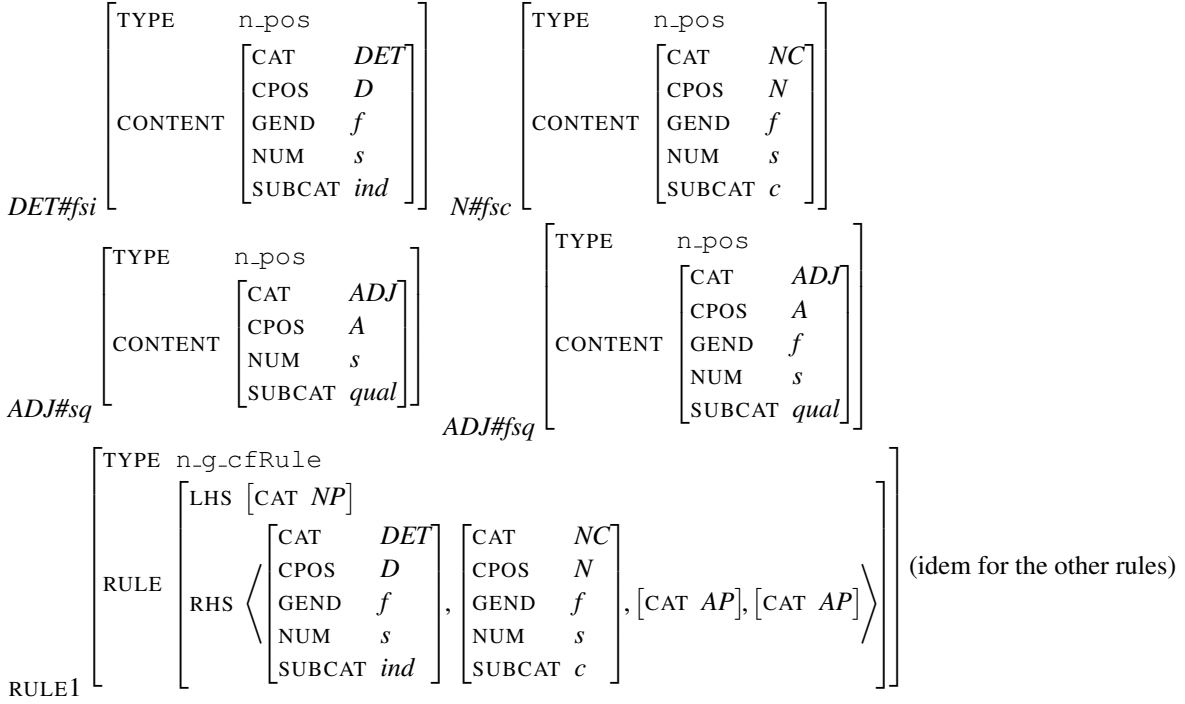 DET#fsi [TYPE n_pos CONTENT [CAT DET CPOS D GEND f NUM s SUBCAT ind]] N#fsc [TYPE n_pos CONTENT [CAT NC CPOS N GEND f NUM s SUBCAT c]]
ADJ#sq [TYPE n_pos CONTENT [CAT ADJ CPOS A NUM s SUBCAT qual]] ADJ#fsq [TYPE n_pos CONTENT [CAT ADJ CPOS A GEND f NUM s SUBCAT qual]]
RULE1 [TYPE n_g_cfRule RULE [LHS [CAT NP] RHS ⟨[CAT DET CPOS D GEND f NUM s SUBCAT ind], [CAT NC CPOS N GEND f NUM s SUBCAT c], [CAT AP], [CAT AP]⟩]] (idem for the other rules)